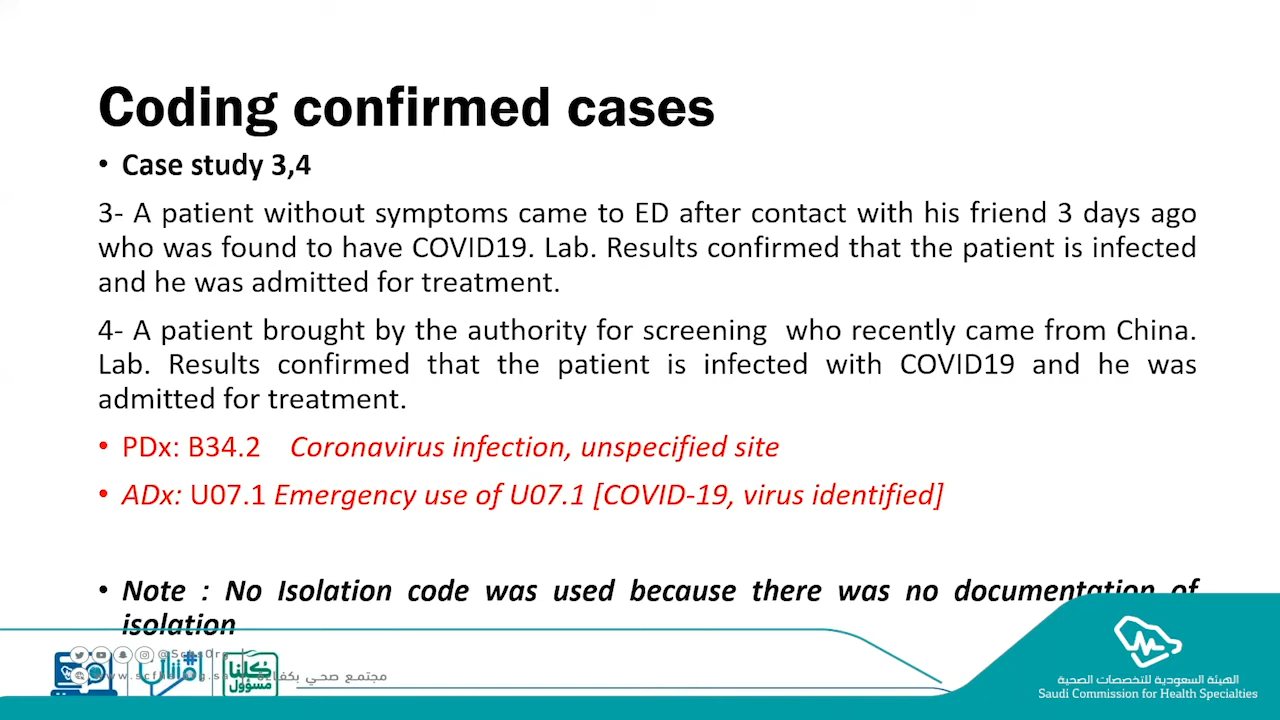 Coding confirmed cases
• Case study 3,4
3- A patient without symptoms came to ED after contact with his friend 3 days ago
who was found to have COVID19. Lab. Results confirmed that the patient is infected
and he was admitted for treatment.
4- A patient brought by the authority for screening who recently came from China.
Lab. Results confirmed that the patient is infected with COVID19 and he was
admitted for treatment.
• PDx: B34.2 Coronavirus infection, unspecified site
• ADx: U07.1 Emergency use of U07.1 [COVID-19, virus identified]
• Note : No Isolation code was used because there was no documentation of
isolation
@SchsOrg
كلنا
مسؤول
مجتمع صحي بكفاءة
الهيئة السعودية للتخصصات الصحية
Saudi Commission for Health Specialties